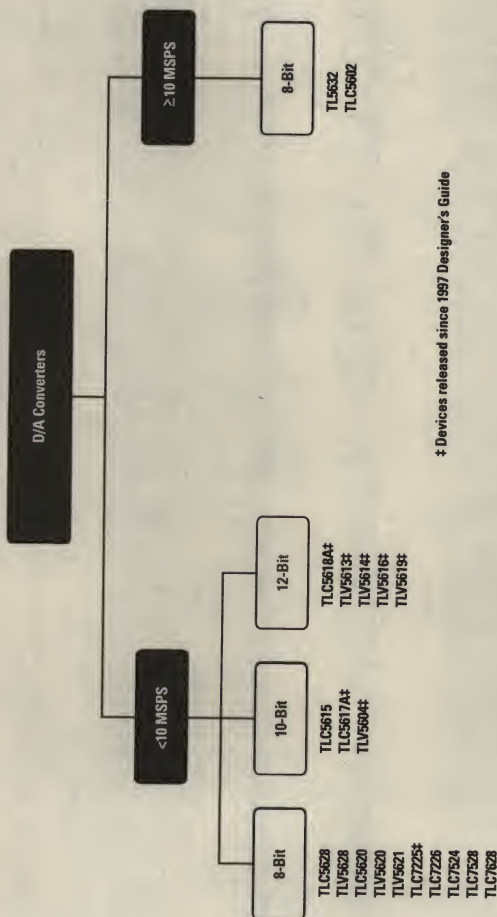 D/A Converters
<10 MSPS
≥10 MSPS
8-Bit
TLC5628
TLV5628
TLC5620
TLV5620
TLV5621
TLC7225‡
TLC7226
TLC7524
TLC7528
TLC7628
10-Bit
TLC5615
TLC5617A‡
TLV5604‡
12-Bit
TLC5618A‡
TLV5613‡
TLV5614‡
TLV5616‡
TLV5619‡
8-Bit
TL5632
TLC5602
‡ Devices released since 1997 Designer's Guide